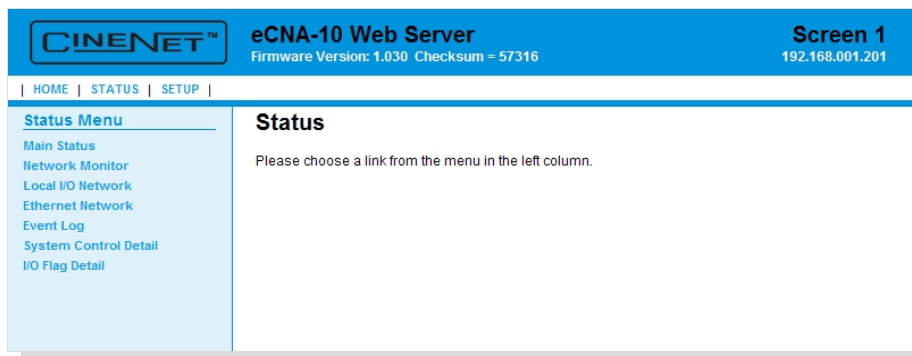 CINENET™
eCNA-10 Web Server
Firmware Version: 1.030 Checksum = 57316
Screen 1
192.168.001.201
| HOME | STATUS | SETUP |
Status Menu
Main Status
Network Monitor
Local I/O Network
Ethernet Network
Event Log
System Control Detail
I/O Flag Detail
Status
Please choose a link from the menu in the left column.